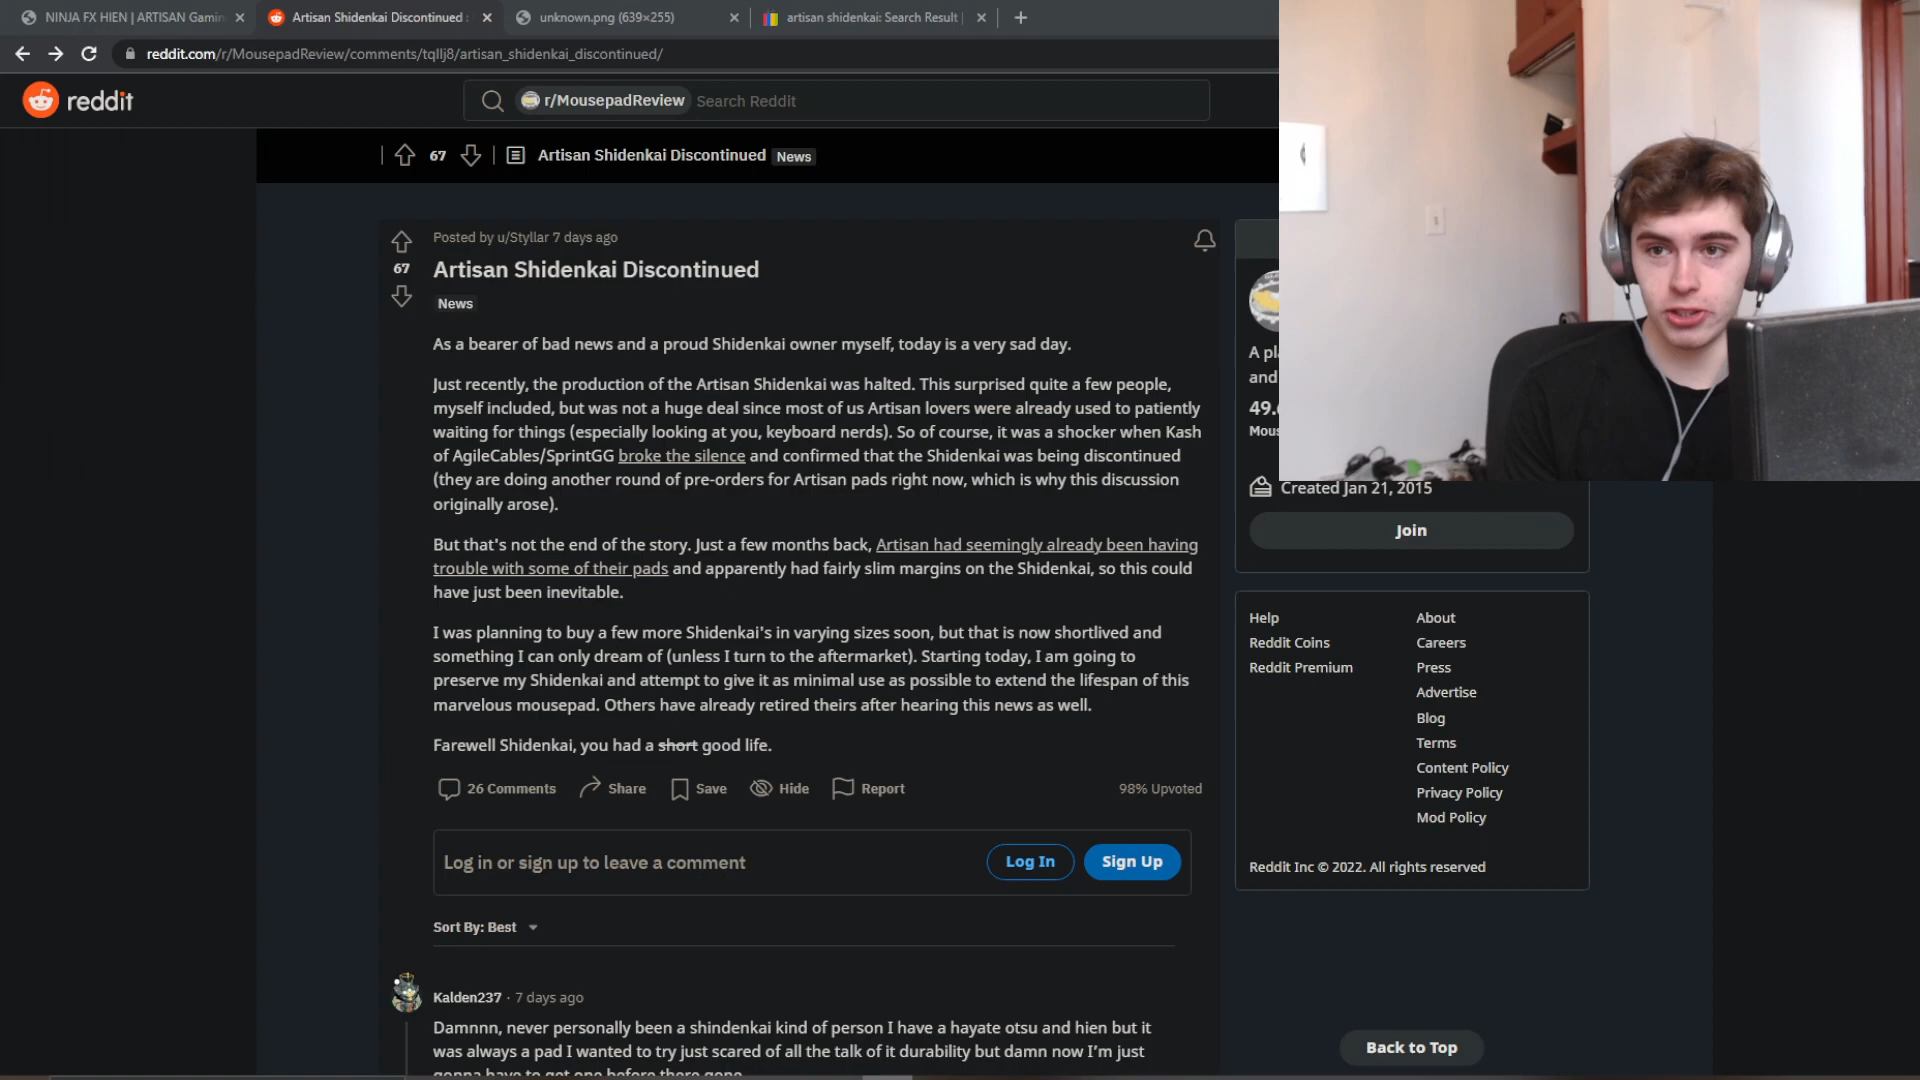 NINJA FX HIEN | ARTISAN Gamin
Artisan Shidenkai Discontinued :
unknown.png (639×255)
artisan shidenkai: Search Result |
reddit.com/r/MousepadReview/comments/tqllj8/artisan_shidenkai_discontinued/
reddit
r/MousepadReview Search Reddit
67 Artisan Shidenkai Discontinued News
Posted by u/Styllar 7 days ago
67
Artisan Shidenkai Discontinued
News
As a bearer of bad news and a proud Shidenkai owner myself, today is a very sad day.
Just recently, the production of the Artisan Shidenkai was halted. This surprised quite a few people,
myself included, but was not a huge deal since most of us Artisan lovers were already used to patiently
waiting for things (especially looking at you, keyboard nerds). So of course, it was a shocker when Kash
of AgileCables/SprintGG broke the silence and confirmed that the Shidenkai was being discontinued
(they are doing another round of pre-orders for Artisan pads right now, which is why this discussion
originally arose).
But that's not the end of the story. Just a few months back, Artisan had seemingly already been having
trouble with some of their pads and apparently had fairly slim margins on the Shidenkai, so this could
have just been inevitable.
I was planning to buy a few more Shidenkai's in varying sizes soon, but that is now shortlived and
something I can only dream of (unless I turn to the aftermarket). Starting today, I am going to
preserve my Shidenkai and attempt to give it as minimal use as possible to extend the lifespan of this
marvelous mousepad. Others have already retired theirs after hearing this news as well.
Farewell Shidenkai, you had a short good life.
26 Comments Share Save Hide Report 98% Upvoted
Log in or sign up to leave a comment Log In Sign Up
Sort By: Best
Kalden237 · 7 days ago
Damnnn, never personally been a shindenkai kind of person I have a hayate otsu and hien but it
was always a pad I wanted to try just scared of all the talk of it durability but damn now I'm just
gonna have to get one before there gone
A pl
and
49.
Mous
Created Jan 21, 2015
Join
Help About
Reddit Coins Careers
Reddit Premium Press
Advertise
Blog
Terms
Content Policy
Privacy Policy
Mod Policy
Reddit Inc © 2022. All rights reserved
Back to Top